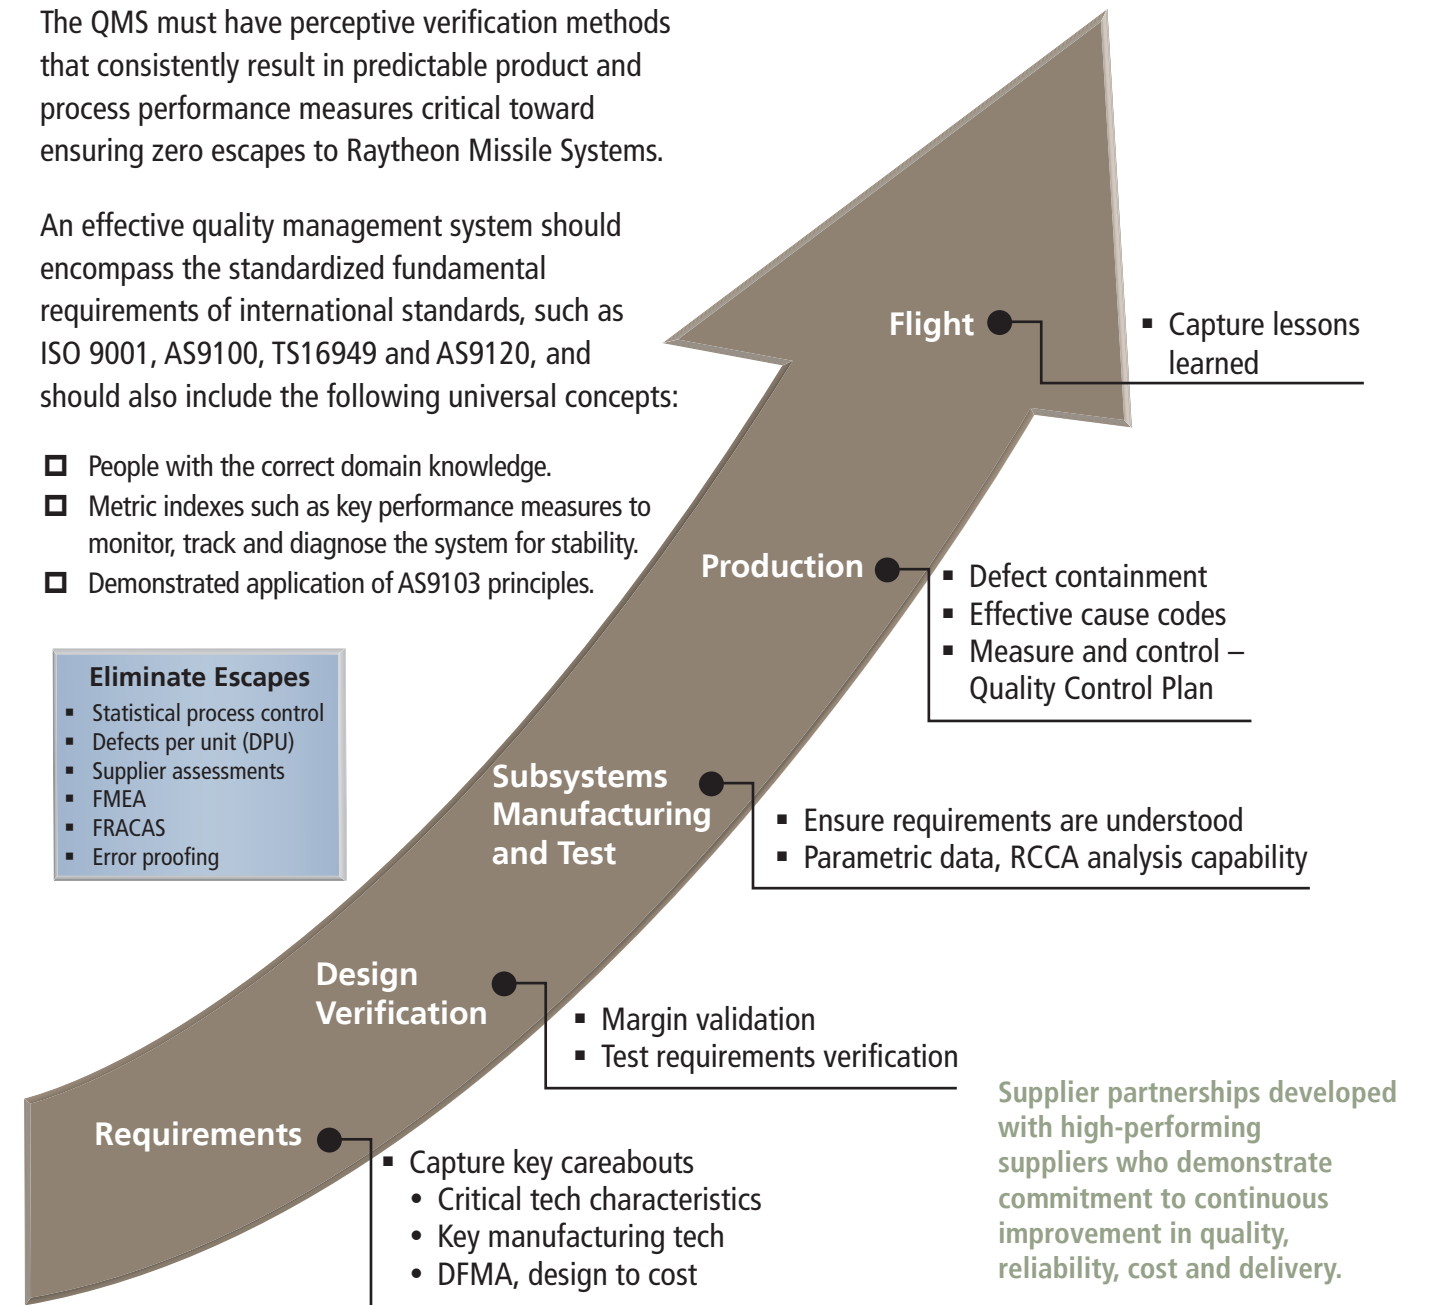 The QMS must have perceptive verification methods
that consistently result in predictable product and
process performance measures critical toward
ensuring zero escapes to Raytheon Missile Systems.
An effective quality management system should
encompass the standardized fundamental
requirements of international standards, such as
ISO 9001, AS9100, TS16949 and AS9120, and
should also include the following universal concepts:
People with the correct domain knowledge.
Metric indexes such as key performance measures to
monitor, track and diagnose the system for stability.
Demonstrated application of AS9103 principles.
Eliminate Escapes
▪ Statistical process control
▪ Defects per unit (DPU)
▪ Supplier assessments
▪ FMEA
▪ FRACAS
▪ Error proofing
Flight
▪ Capture lessons
learned
Production
▪ Defect containment
▪ Effective cause codes
▪ Measure and control –
Quality Control Plan
Subsystems
Manufacturing
and Test
▪ Ensure requirements are understood
▪ Parametric data, RCCA analysis capability
Design
Verification
▪ Margin validation
▪ Test requirements verification
Requirements
▪ Capture key careabouts
• Critical tech characteristics
• Key manufacturing tech
• DFMA, design to cost
Supplier partnerships developed
with high-performing
suppliers who demonstrate
commitment to continuous
improvement in quality,
reliability, cost and delivery.